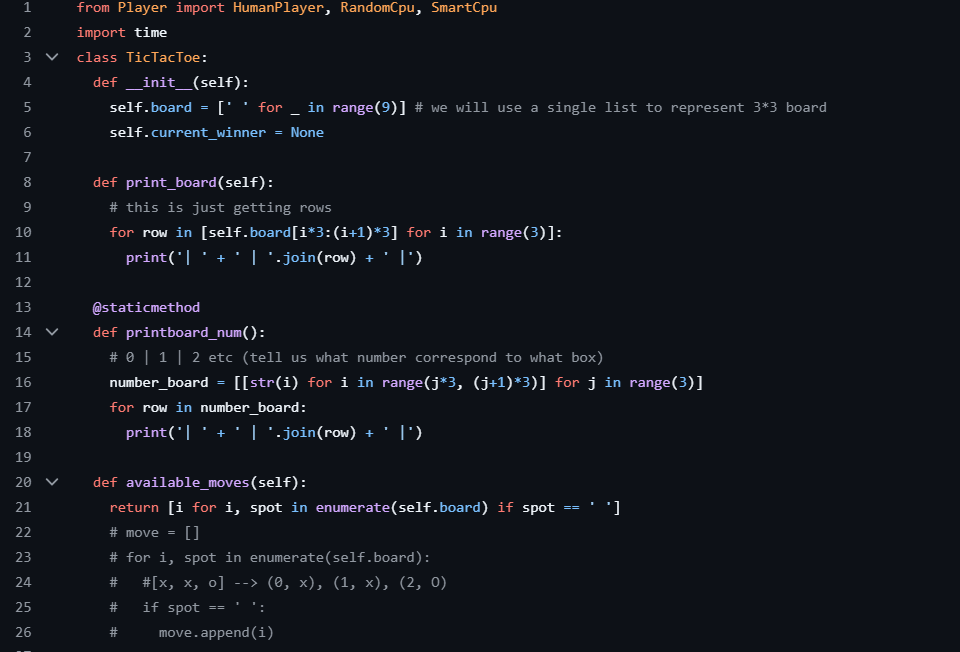 1 from Player import HumanPlayer, RandomCpu, SmartCpu
2 import time
3 class TicTacToe:
4   def __init__(self):
5     self.board = [' ' for _ in range(9)] # we will use a single list to represent 3*3 board
6     self.current_winner = None
7
8   def print_board(self):
9     # this is just getting rows
10     for row in [self.board[i*3:(i+1)*3] for i in range(3)]:
11       print('| ' + ' | '.join(row) + ' |')
12
13   @staticmethod
14   def printboard_num():
15     # 0 | 1 | 2 etc (tell us what number correspond to what box)
16     number_board = [[str(i) for i in range(j*3, (j+1)*3)] for j in range(3)]
17     for row in number_board:
18       print('| ' + ' | '.join(row) + ' |')
19
20   def available_moves(self):
21     return [i for i, spot in enumerate(self.board) if spot == ' ']
22     # move = []
23     # for i, spot in enumerate(self.board):
24     #   #[x, x, o] --> (0, x), (1, x), (2, O)
25     #   if spot == ' ':
26     #     move.append(i)